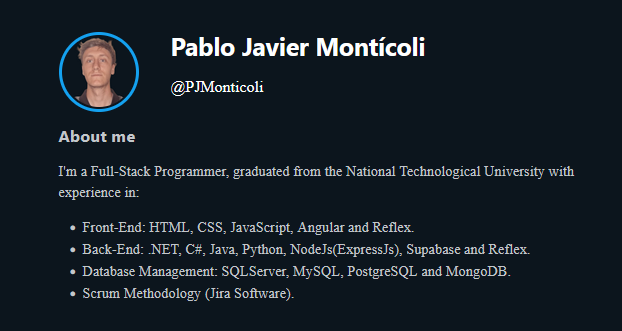 Pablo Javier Montícoli
@PJMonticoli
About me
I'm a Full-Stack Programmer, graduated from the National Technological University with
experience in:
• Front-End: HTML, CSS, JavaScript, Angular and Reflex.
• Back-End: .NET, C#, Java, Python, NodeJs(ExpressJs), Supabase and Reflex.
• Database Management: SQLServer, MySQL, PostgreSQL and MongoDB.
• Scrum Methodology (Jira Software).